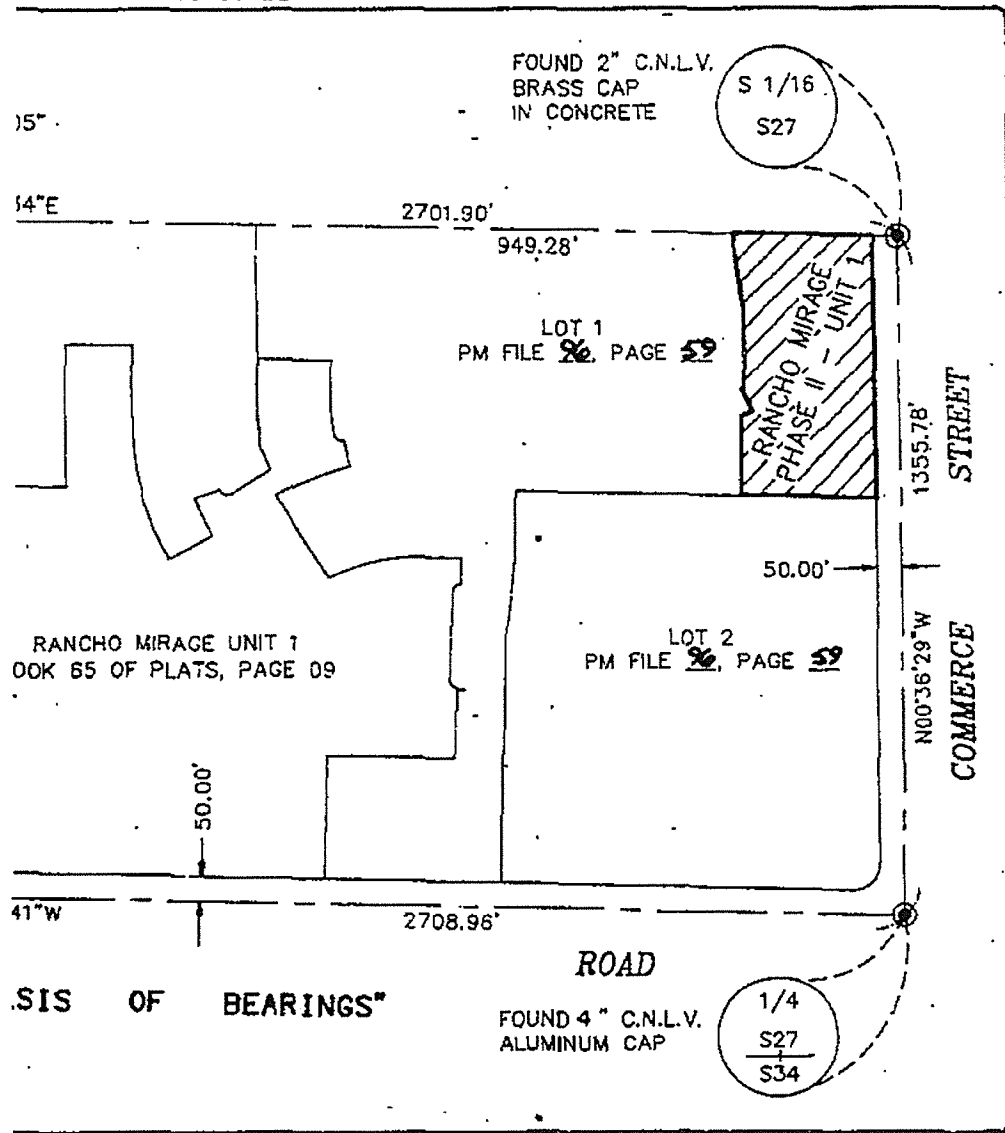 FOUND 2" C.N.L.V.
BRASS CAP
IN CONCRETE
S 1/16
S27
2701.90'
949.28'
LOT 1
PM FILE 96, PAGE 59
RANCHO MIRAGE
PHASE II - UNIT 1
1355.78'
STREET
50.00'
RANCHO MIRAGE UNIT 1
OOK 65 OF PLATS, PAGE 09
LOT 2
PM FILE 96, PAGE 59
N00°36'29"W
COMMERCE
50.00'
41"W
2708.96'
ROAD
SIS OF BEARINGS"
FOUND 4" C.N.L.V.
ALUMINUM CAP
1/4
S27
S34